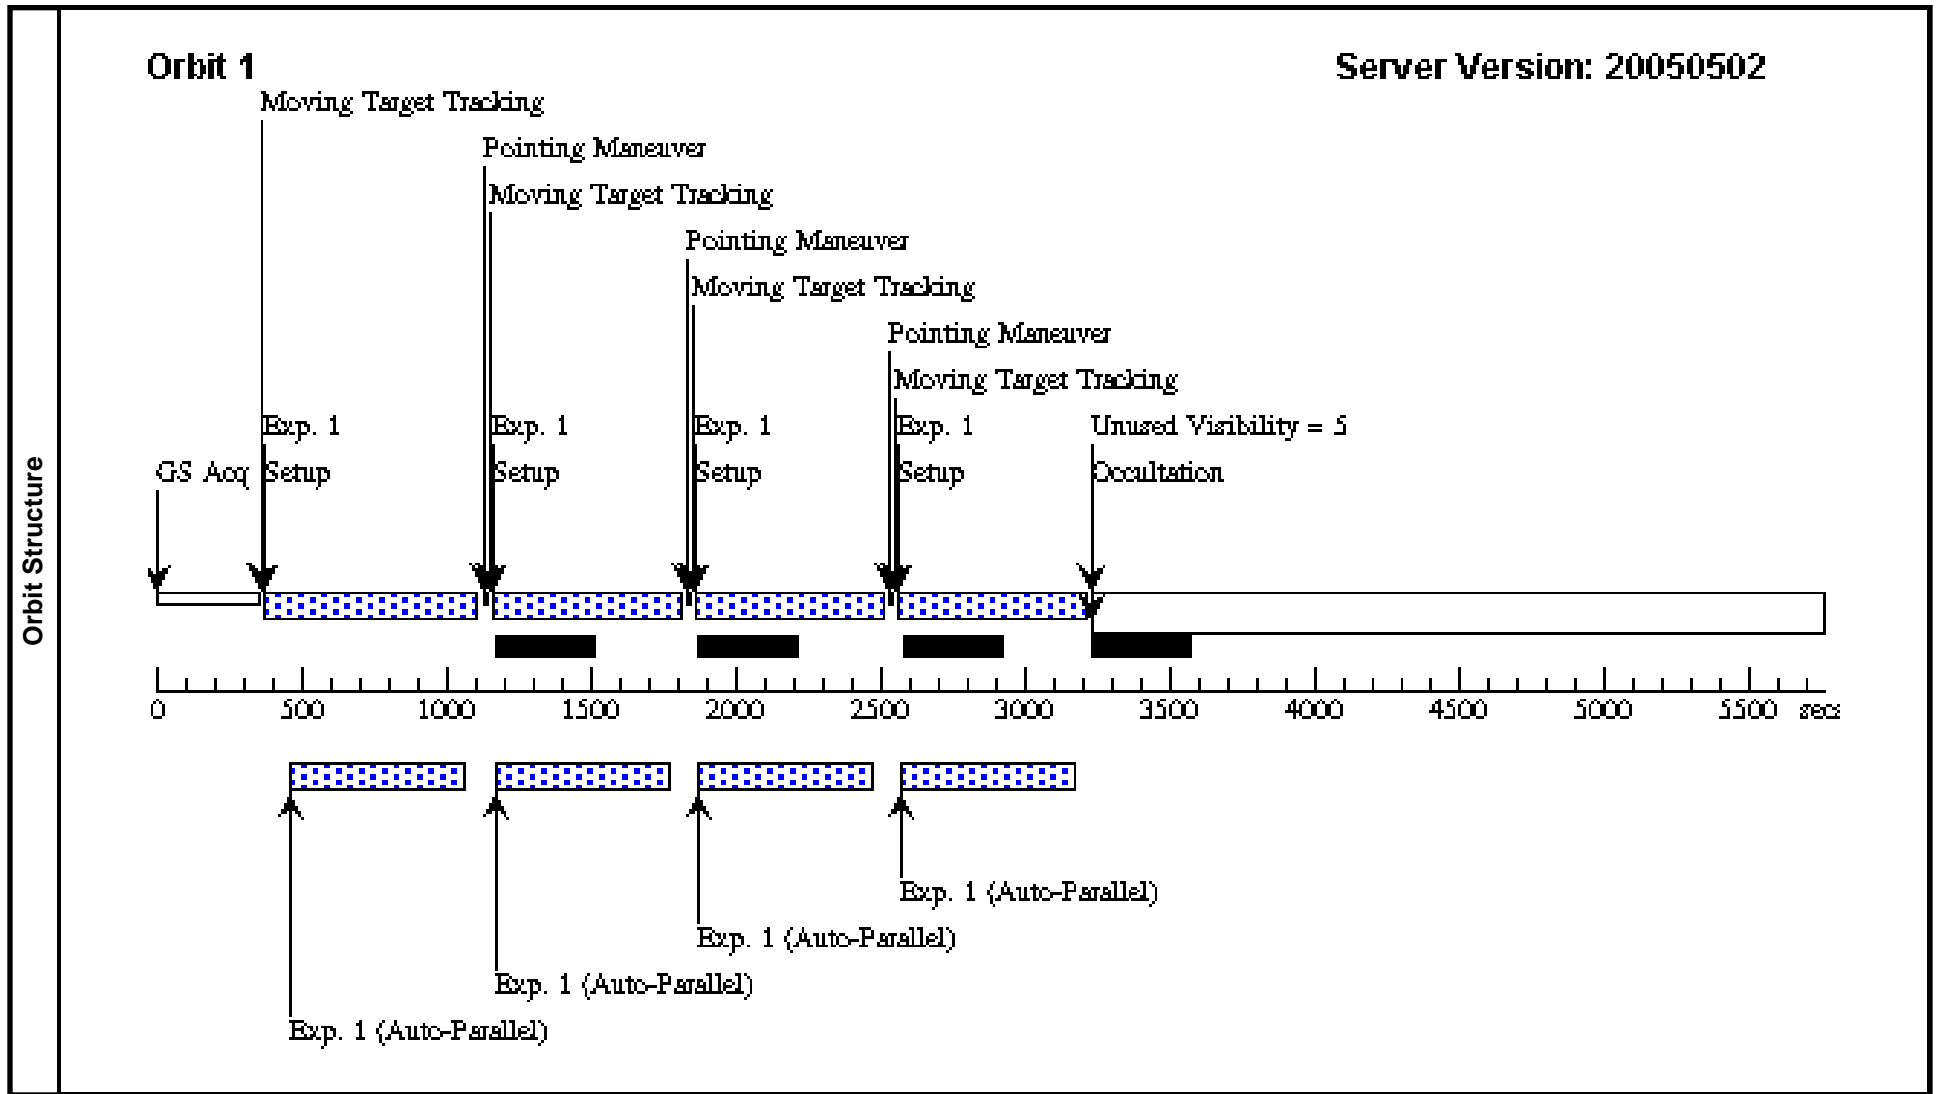 Orbit 1
Server Version: 20050502
Moving Target Tracking
Pointing Maneuver
Moving Target Tracking
Pointing Maneuver
Moving Target Tracking
Pointing Maneuver
Moving Target Tracking
Exp. 1
Exp. 1
Exp. 1
Exp. 1
Unused Visibility = 5
GS Acq
Setup
Setup
Setup
Setup
Occultation
Orbit Structure
0 500 1000 1500 2000 2500 3000 3500 4000 4500 5000 5500 secs
Exp. 1 (Auto-Parallel)
Exp. 1 (Auto-Parallel)
Exp. 1 (Auto-Parallel)
Exp. 1 (Auto-Parallel)